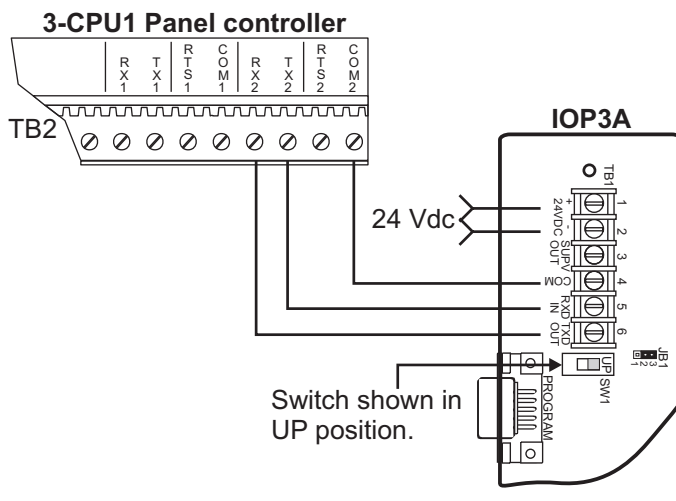 3-CPU1 Panel controller
RX1
TX1
RTS1
COM1
RX2
TX2
RTS2
COM2
TB2
IOP3A
TB1
24 Vdc
+
24VDC
-
SUPV
OUT
COM
RXD
IN
TXD
OUT
1
2
3
4
5
6
UP
SW1
JB1
1
2
3
PROGRAM
Switch shown in
UP position.